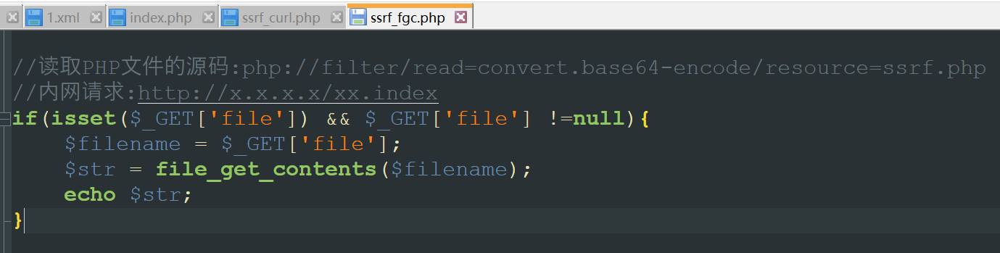 1.xml index.php ssrf_curl.php ssrf_fgc.php
//读取PHP文件的源码:php://filter/read=convert.base64-encode/resource=ssrf.php
//内网请求:http://x.x.x.x/xx.index
if(isset($_GET['file']) && $_GET['file'] !=null){
    $filename = $_GET['file'];
    $str = file_get_contents($filename);
    echo $str;
}